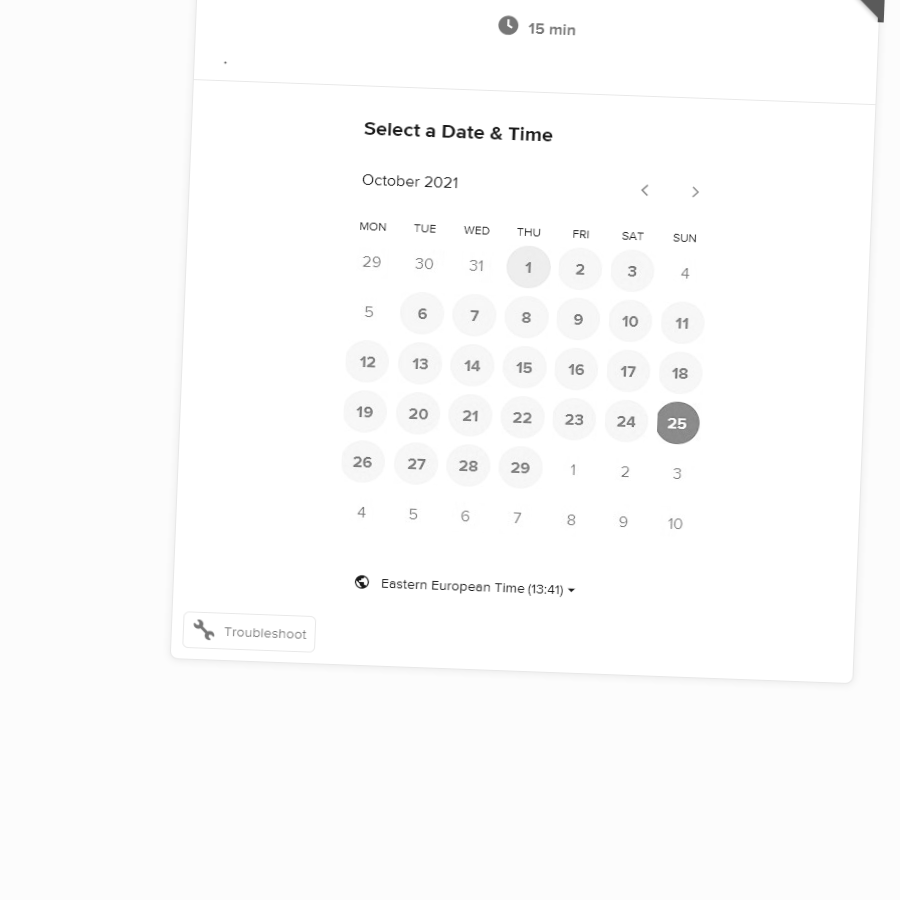 15 min
.
Select a Date & Time
October 2021
MON TUE WED THU FRI SAT SUN
29 30 31 1 2 3 4
5 6 7 8 9 10 11
12 13 14 15 16 17 18
19 20 21 22 23 24 25
26 27 28 29 1 2 3
4 5 6 7 8 9 10
Eastern European Time (13:41)
Troubleshoot